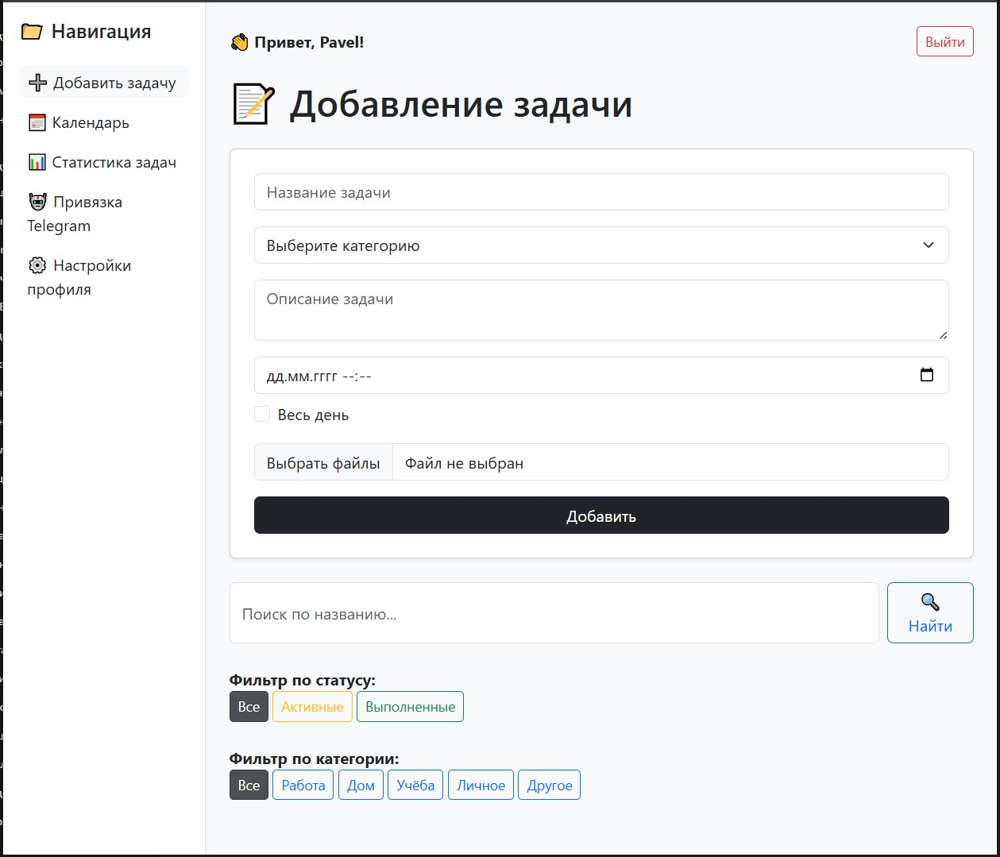 Навигация
Добавить задачу
Календарь
Статистика задач
Привязка
Telegram
Настройки
профиля
Привет, Pavel!
Выйти
Добавление задачи
Название задачи
Выберите категорию
Описание задачи
дд.мм.гггг --:--
Весь день
Выбрать файлы Файл не выбран
Добавить
Поиск по названию...
Найти
Фильтр по статусу:
Все Активные Выполненные
Фильтр по категории:
Все Работа Дом Учёба Личное Другое